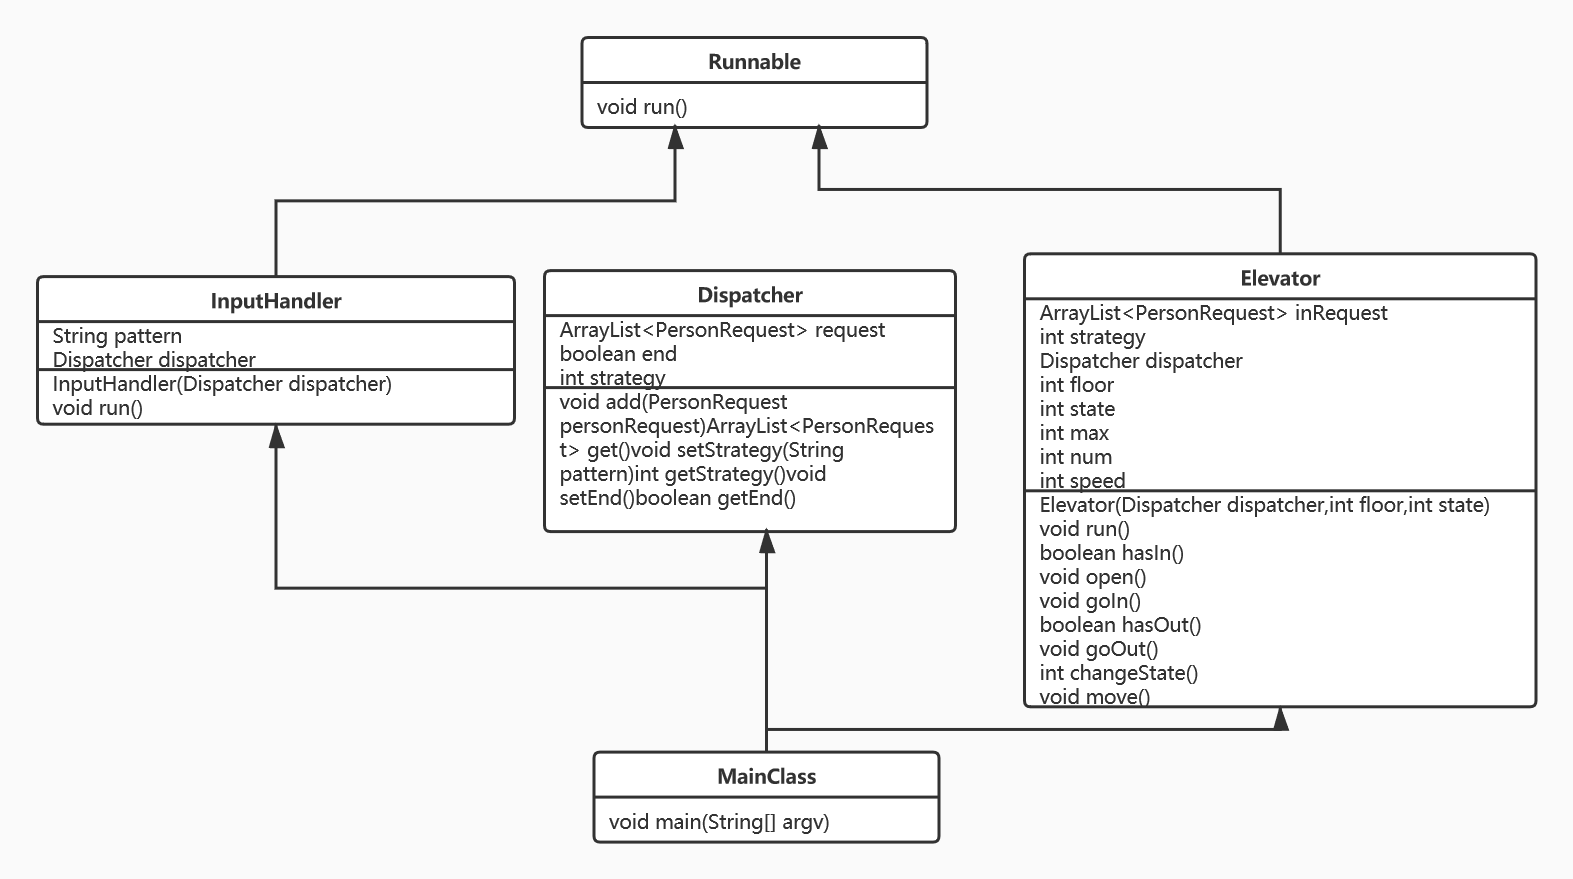 Runnable
void run()
InputHandler
String pattern
Dispatcher dispatcher
InputHandler(Dispatcher dispatcher)
void run()
Dispatcher
ArrayList<PersonRequest> request
boolean end
int strategy
void add(PersonRequest
personRequest)ArrayList<PersonReques
t> get()void setStrategy(String
pattern)int getStrategy()void
setEnd()boolean getEnd()
Elevator
ArrayList<PersonRequest> inRequest
int strategy
Dispatcher dispatcher
int floor
int state
int max
int num
int speed
Elevator(Dispatcher dispatcher,int floor,int state)
void run()
boolean hasIn()
void open()
void goIn()
boolean hasOut()
void goOut()
int changeState()
void move()
MainClass
void main(String[] argv)